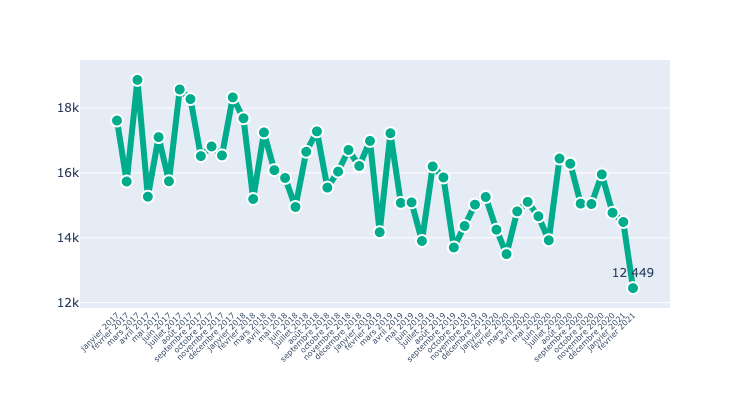 18k
16k
14k
12k
12,449
janvier 2017
février 2017
mars 2017
avril 2017
mai 2017
juin 2017
juillet 2017
août 2017
septembre 2017
octobre 2017
novembre 2017
décembre 2017
janvier 2018
février 2018
mars 2018
avril 2018
mai 2018
juin 2018
juillet 2018
août 2018
septembre 2018
octobre 2018
novembre 2018
décembre 2018
janvier 2019
février 2019
mars 2019
avril 2019
mai 2019
juin 2019
juillet 2019
août 2019
septembre 2019
octobre 2019
novembre 2019
décembre 2019
janvier 2020
février 2020
mars 2020
avril 2020
mai 2020
juin 2020
juillet 2020
août 2020
septembre 2020
octobre 2020
novembre 2020
décembre 2020
janvier 2021
février 2021